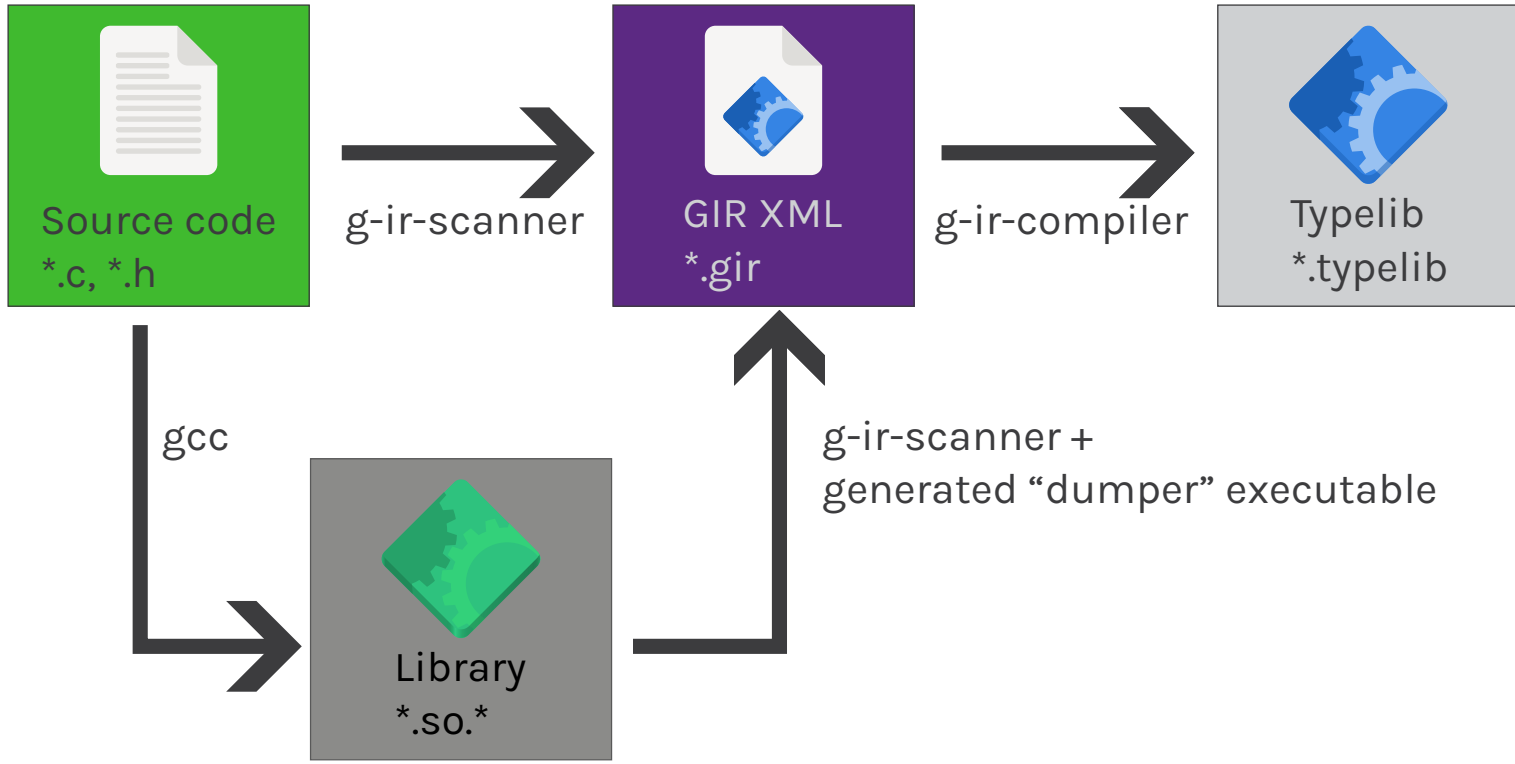 Source code
*.c, *.h
g-ir-scanner
GIR XML
*.gir
g-ir-compiler
Typelib
*.typelib
gcc
Library
*.so.*
g-ir-scanner +
generated “dumper” executable